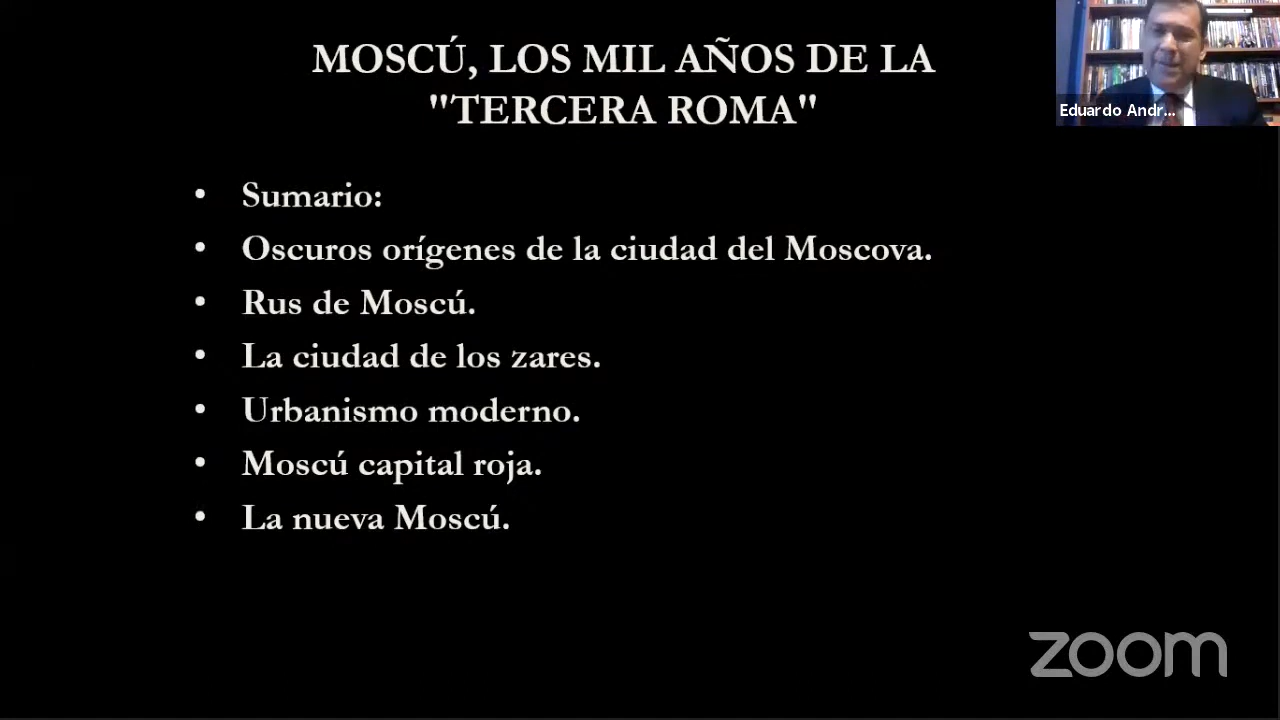 MOSCÚ, LOS MIL AÑOS DE LA
"TERCERA ROMA"
Eduardo Andr...
• Sumario:
• Oscuros orígenes de la ciudad del Moscova.
• Rus de Moscú.
• La ciudad de los zares.
• Urbanismo moderno.
• Moscú capital roja.
• La nueva Moscú.
zoom